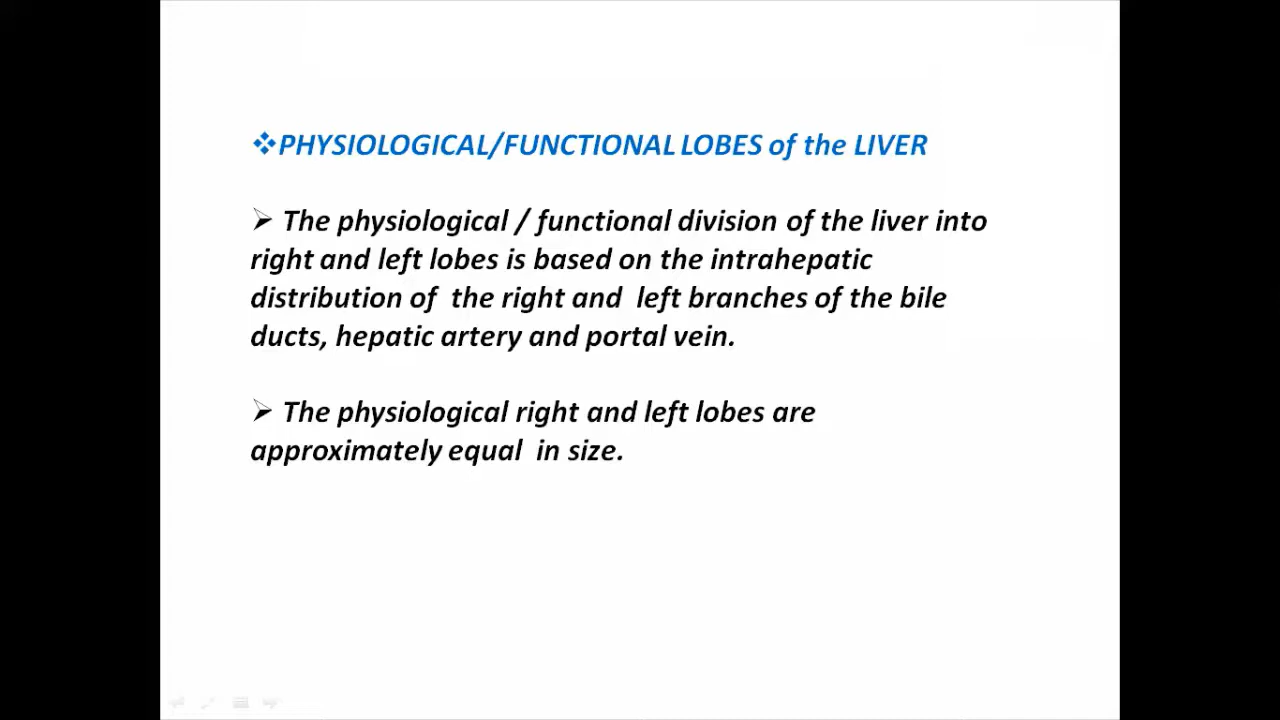 ❖PHYSIOLOGICAL/FUNCTIONAL LOBES of the LIVER
➢ The physiological / functional division of the liver into
right and left lobes is based on the intrahepatic
distribution of the right and left branches of the bile
ducts, hepatic artery and portal vein.
➢ The physiological right and left lobes are
approximately equal in size.